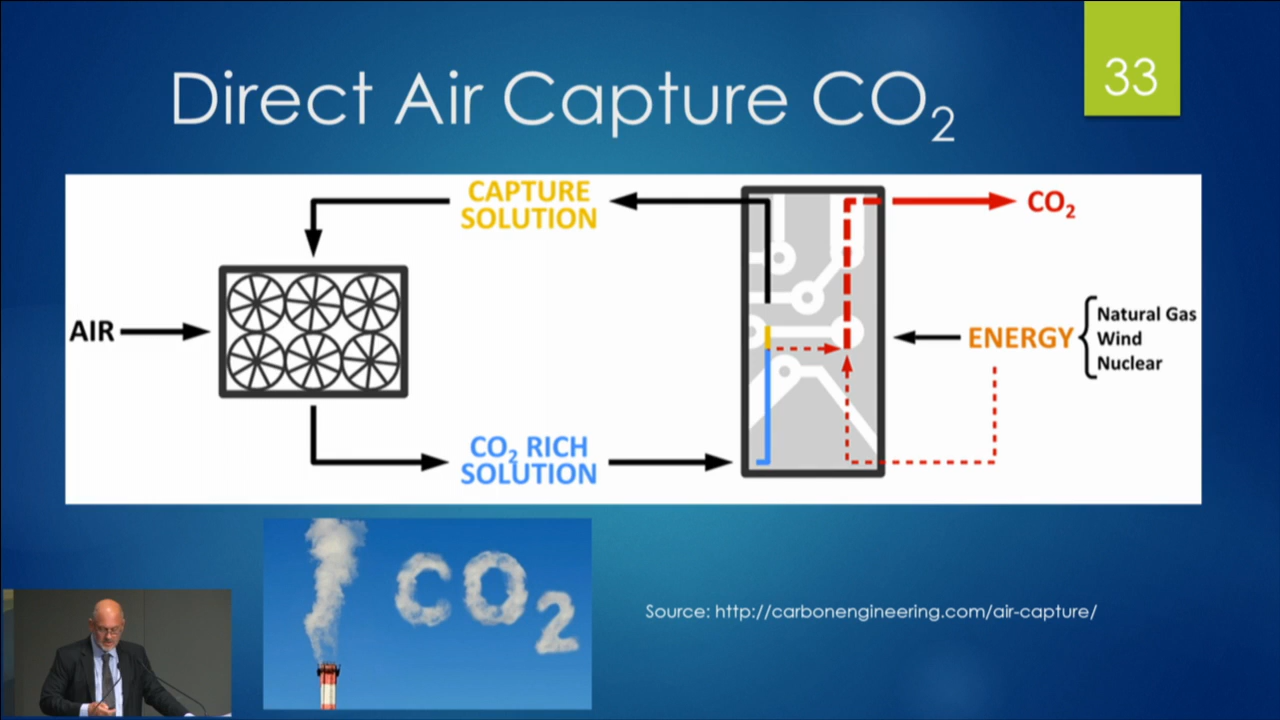 Direct Air Capture CO₂
33
CAPTURE
SOLUTION
CO₂
AIR
ENERGY
Natural Gas
Wind
Nuclear
CO₂ RICH
SOLUTION
CO₂
Source: http://carbonengineering.com/air-capture/